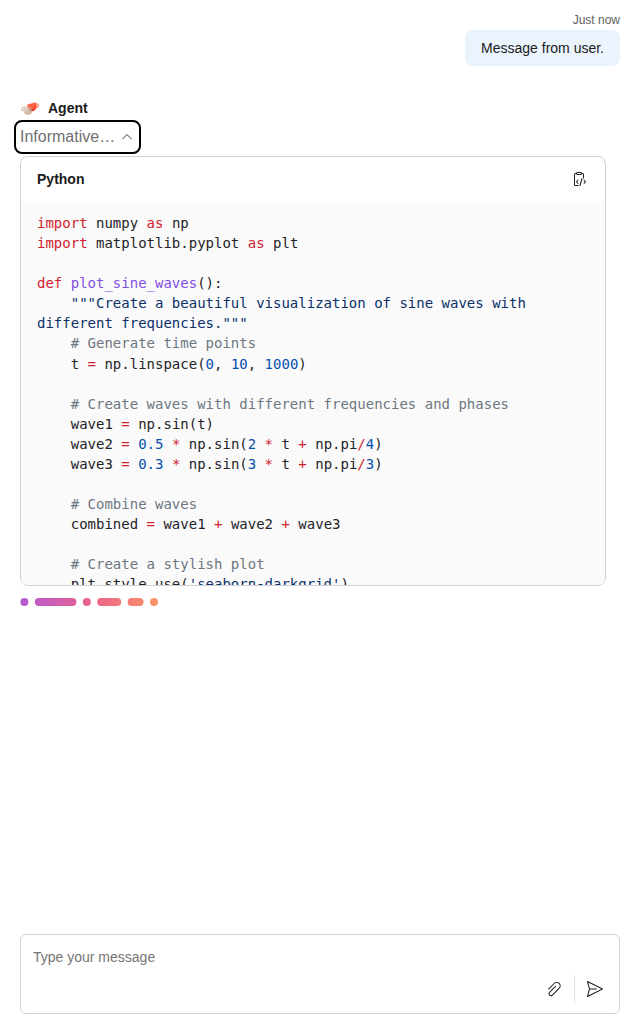 Just now
Message from user.
Agent
Informative…
Python
import numpy as np
import matplotlib.pyplot as plt
def plot_sine_waves():
    """Create a beautiful visualization of sine waves with
different frequencies."""
    # Generate time points
    t = np.linspace(0, 10, 1000)
    # Create waves with different frequencies and phases
    wave1 = np.sin(t)
    wave2 = 0.5 * np.sin(2 * t + np.pi/4)
    wave3 = 0.3 * np.sin(3 * t + np.pi/3)
    # Combine waves
    combined = wave1 + wave2 + wave3
    # Create a stylish plot
    plt.style.use('seaborn-darkgrid')
Type your message